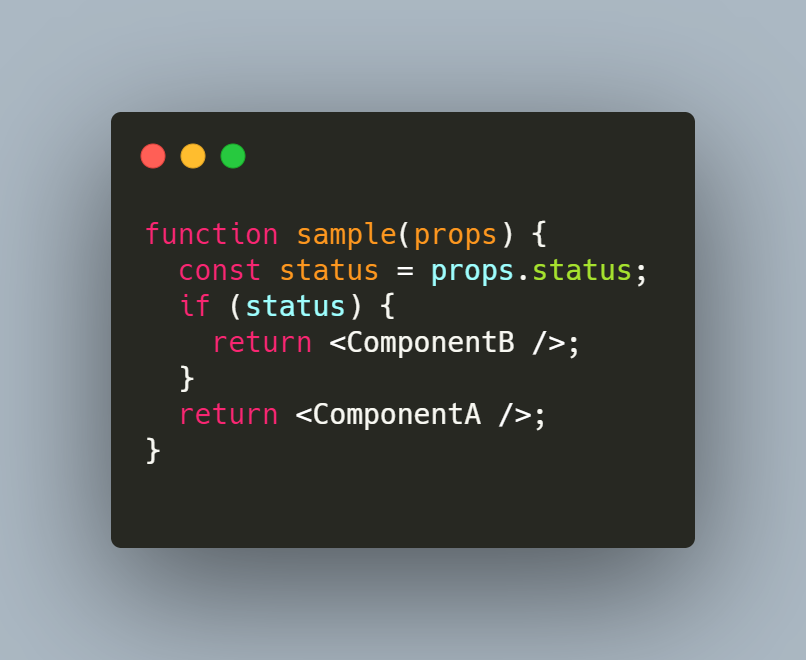 function sample(props) {
  const status = props.status;
  if (status) {
    return <ComponentB />;
  }
  return <ComponentA />;
}